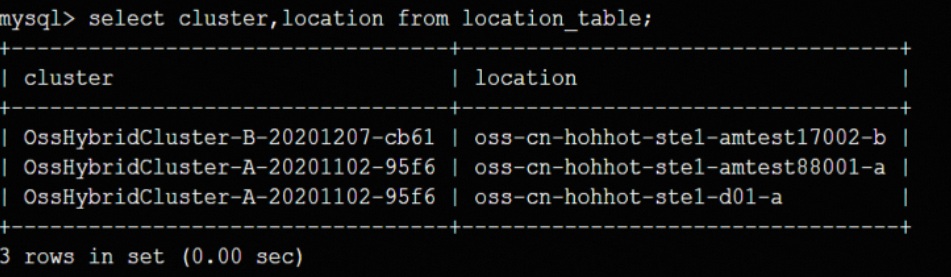 mysql> select cluster,location from location_table;
+---------------------------------+---------------------------------+
| cluster                         | location                        |
+---------------------------------+---------------------------------+
| OssHybridCluster-B-20201207-cb61 | oss-cn-hohhot-ste1-amtest17002-b |
| OssHybridCluster-A-20201102-95f6 | oss-cn-hohhot-ste1-amtest88001-a |
| OssHybridCluster-A-20201102-95f6 | oss-cn-hohhot-ste1-d01-a         |
+---------------------------------+---------------------------------+
3 rows in set (0.00 sec)